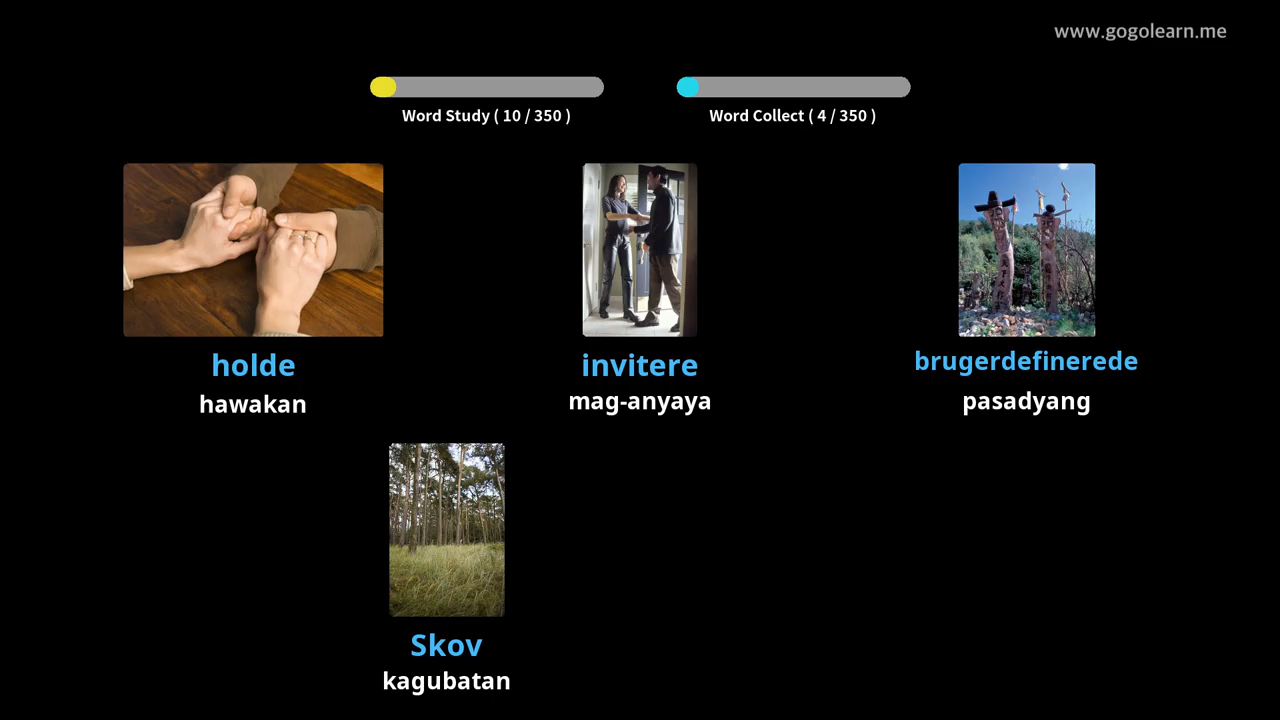 www.gogolearn.me
Word Study ( 10 / 350 )
Word Collect ( 4 / 350 )
holde
hawakan
invitere
mag-anyaya
brugerdefinerede
pasadyang
Skov
kagubatan